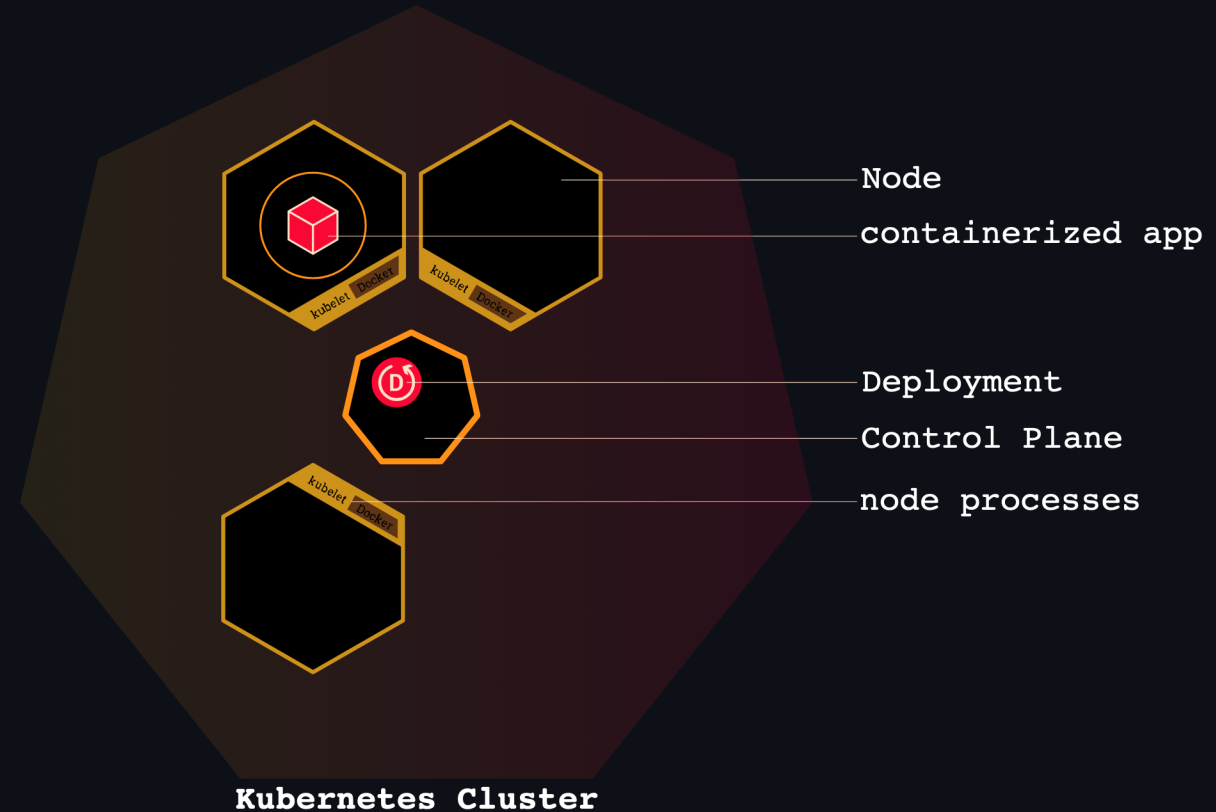 Node
containerized app
kubelet Docker
kubelet Docker
D
Deployment
Control Plane
kubelet Docker
node processes
Kubernetes Cluster